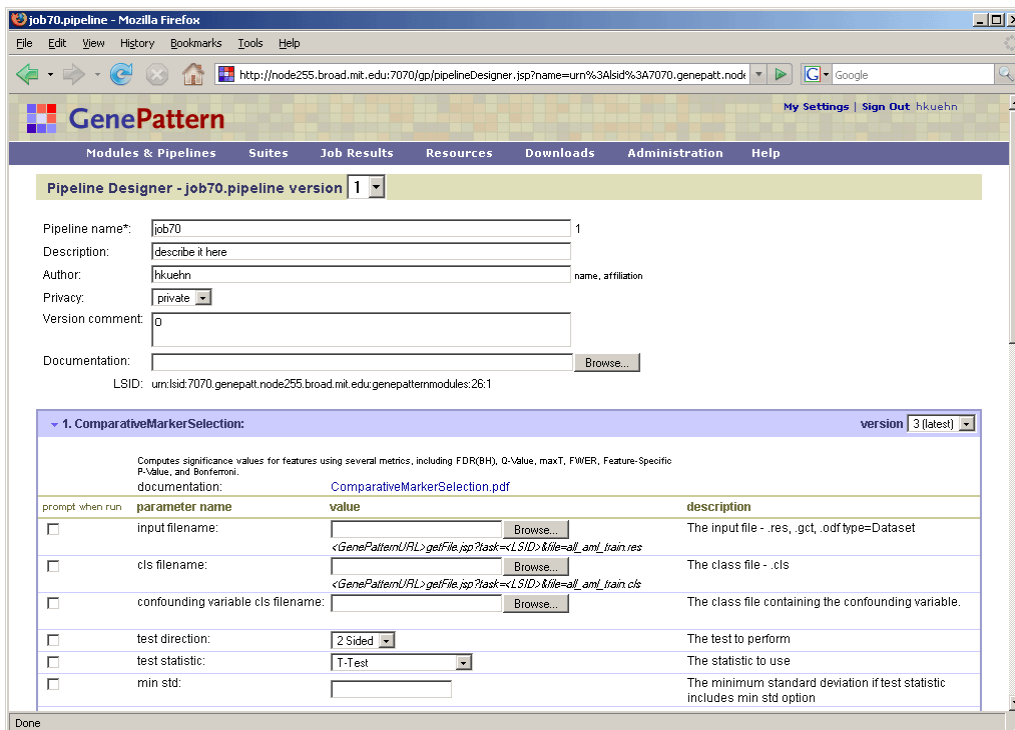 job70.pipeline - Mozilla Firefox
File Edit View History Bookmarks Tools Help
http://node255.broad.mit.edu:7070/gp/pipelineDesigner.jsp?name=urn%3Alsid%3A7070.genepatt.node
G Google
GenePattern
My Settings | Sign Out hkuehn
Modules & Pipelines Suites Job Results Resources Downloads Administration Help
Pipeline Designer - job70.pipeline version 1
Pipeline name*: job70 1
Description: describe it here
Author: hkuehn name, affiliation
Privacy: private
Version comment: 0
Documentation: Browse...
LSID: urn:lsid:7070.genepatt.node255.broad.mit.edu:genepatternmodules:26:1
1. ComparativeMarkerSelection: version 3 (latest)
Computes significance values for features using several metrics, including FDR(BH), Q-Value, maxT, FWER, Feature-Specific
P-Value, and Bonferroni.
documentation: ComparativeMarkerSelection.pdf
prompt when run parameter name value description
input filename: Browse... The input file - .res, .gct, .odf type=Dataset
<GenePatternURL>getFile.jsp?task=<LSID>&file=all_aml_train.res
cls filename: Browse... The class file - .cls
<GenePatternURL>getFile.jsp?task=<LSID>&file=all_aml_train.cls
confounding variable cls filename: Browse... The class file containing the confounding variable.
test direction: 2 Sided The test to perform
test statistic: T-Test The statistic to use
min std: The minimum standard deviation if test statistic
includes min std option
Done